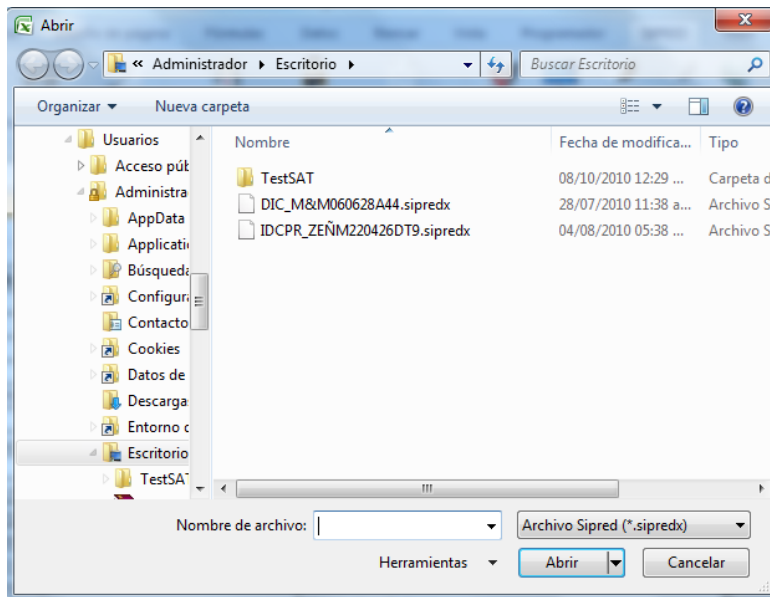 Abrir
« Administrador Escritorio
Buscar Escritorio
Organizar Nueva carpeta
Usuarios
Acceso púb
Administra
AppData
Applicati
Búsqueda
Configura
Contacto
Cookies
Datos de
Descarga
Entorno d
Escritorio
TestSAT
Nombre Fecha de modifica... Tipo
TestSAT 08/10/2010 12:29 ... Carpeta d
DIC_M&M060628A44.sipredx 28/07/2010 11:38 a... Archivo S
IDCPR_ZEÑM220426DT9.sipredx 04/08/2010 05:38 ... Archivo S
Nombre de archivo: Archivo Sipred (*.sipredx)
Herramientas Abrir Cancelar